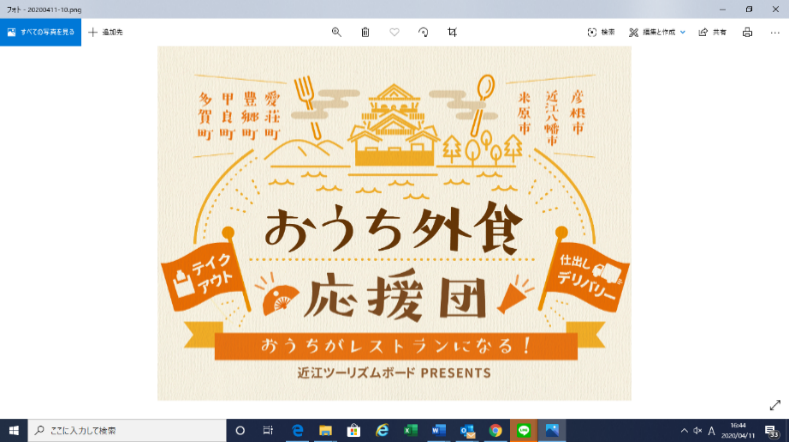 フォト - 20200411-10.png
すべての写真を見る
追加先
検索
編集と作成
共有
彦根市
近江八幡市
米原市
愛荘町
豊郷町
甲良町
多賀町
おうち外食
応援団
テイク
アウト
仕出し
デリバリー
おうちがレストランになる!
近江ツーリズムボード PRESENTS
ここに入力して検索
A
16:44
2020/04/11